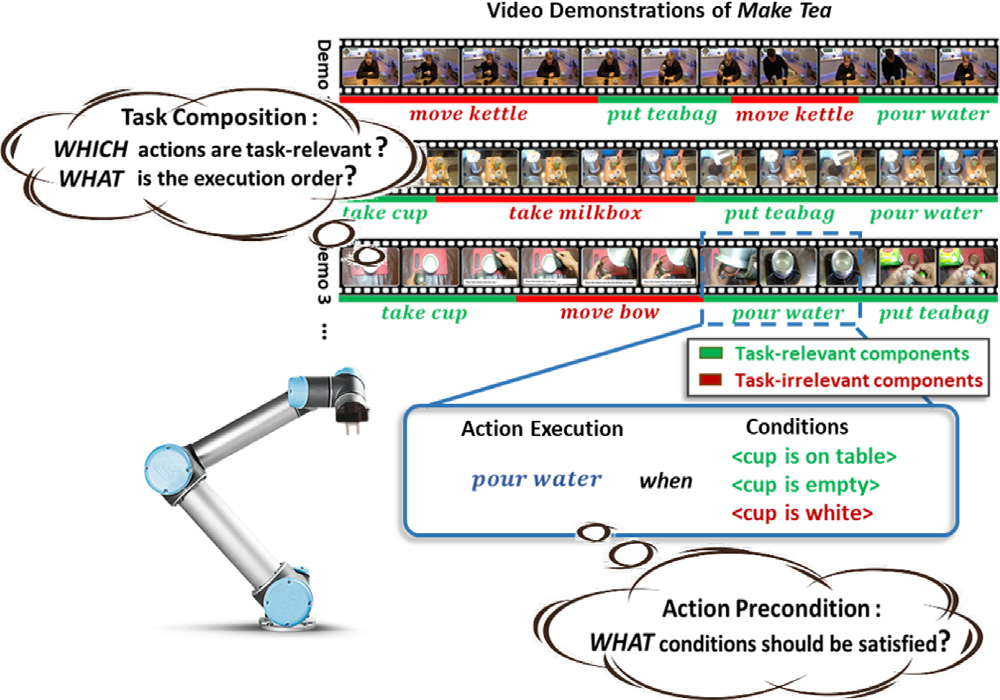 Video Demonstrations of Make Tea
Demo
move kettle
put teabag
move kettle
pour water
Task Composition :
WHICH actions are task-relevant ?
WHAT is the execution order?
take cup
take milkbox
put teabag
pour water
Demo 3
take cup
move bow
pour water
put teabag
...
Task-relevant components
Task-irrelevant components
Action Execution
Conditions
pour water when
<cup is on table>
<cup is empty>
<cup is white>
Action Precondition :
WHAT conditions should be satisfied?